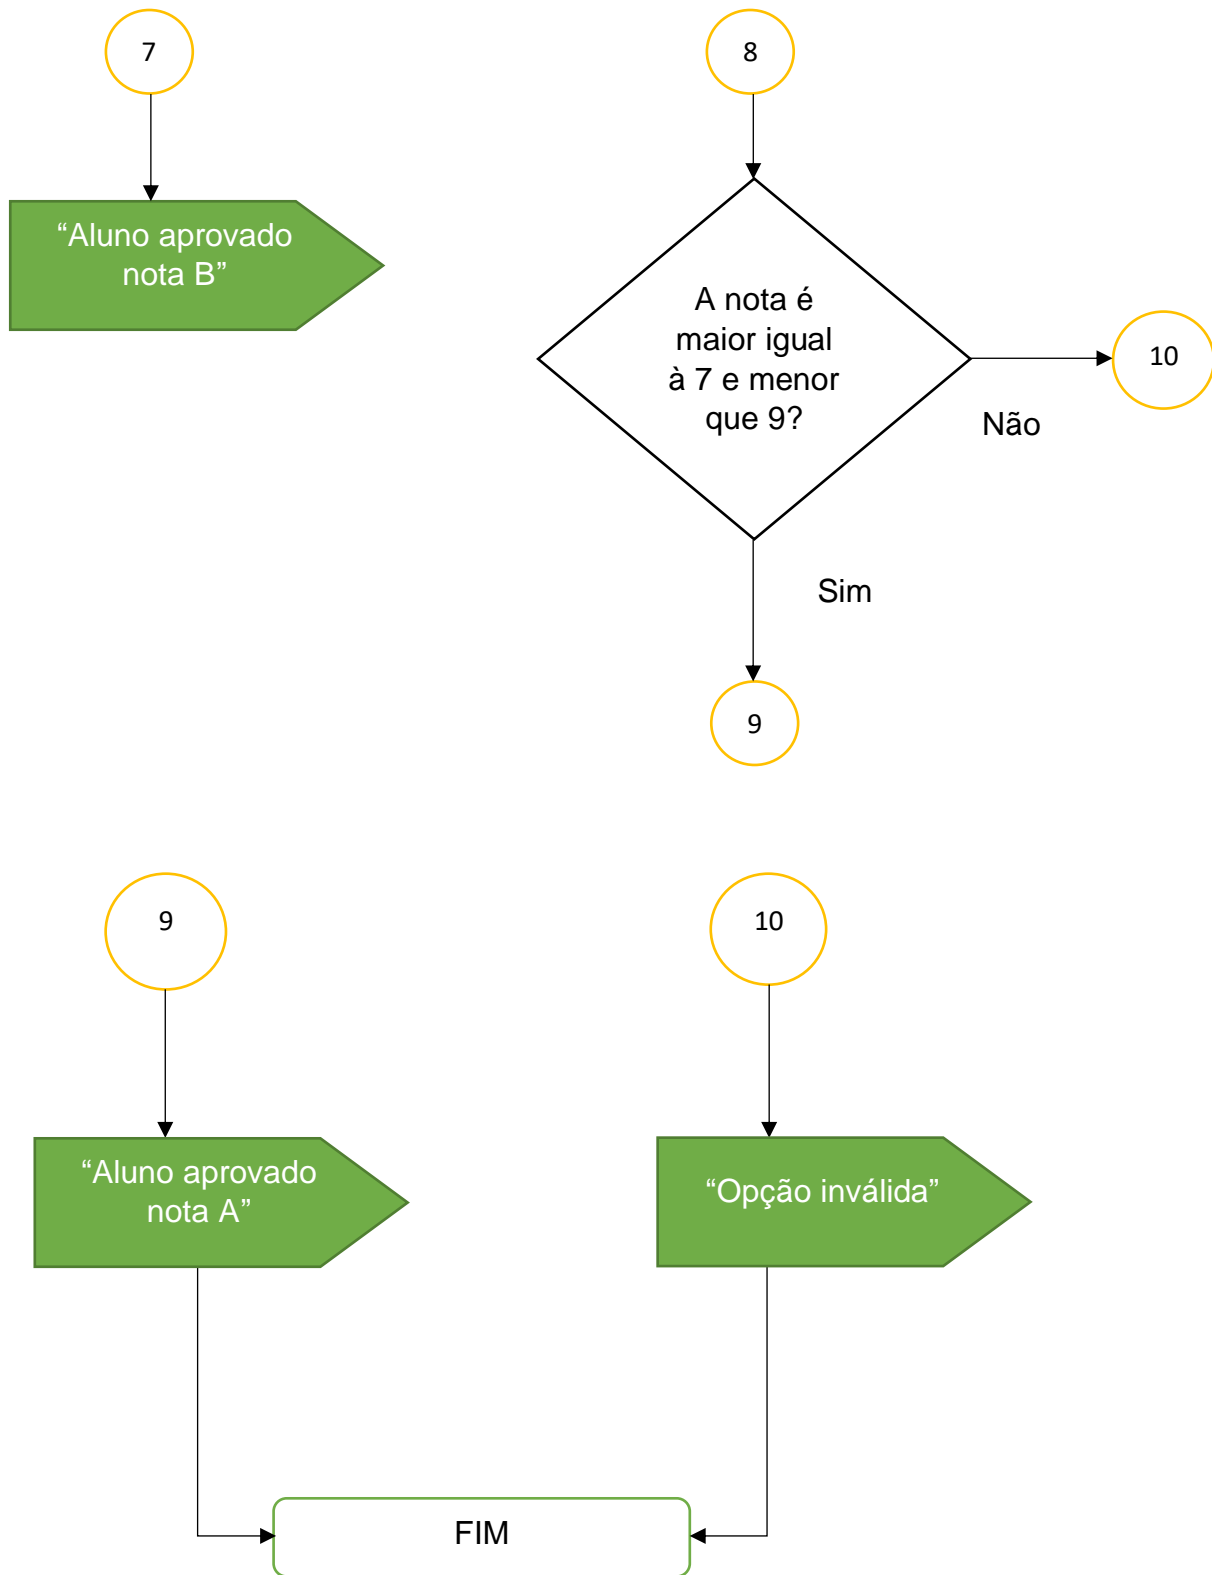 7
8
“Aluno aprovado
nota B”
A nota é
maior igual
à 7 e menor
que 9?
10
Não
Sim
9
9
10
“Aluno aprovado
nota A”
“Opção inválida”
FIM